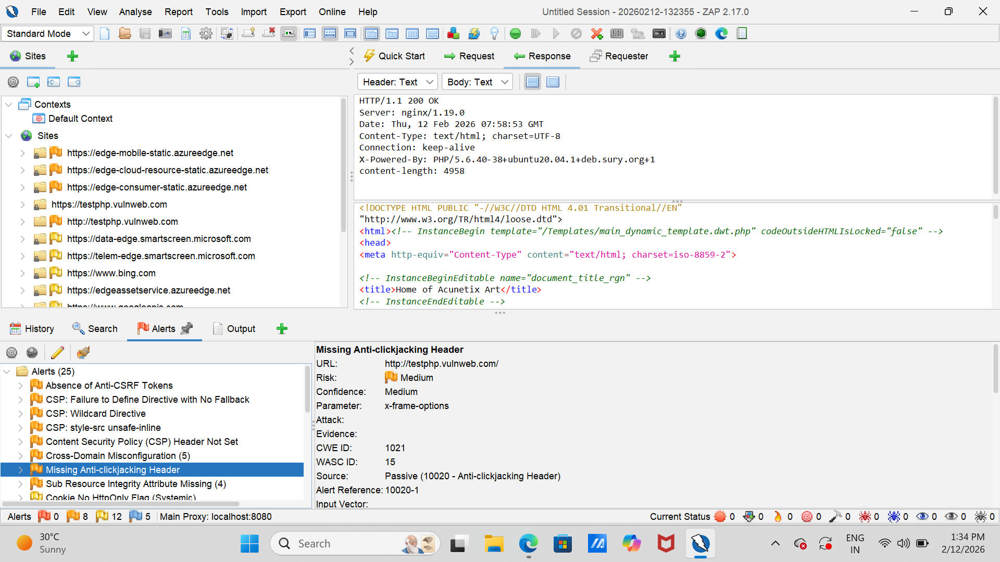 File Edit View Analyse Report Tools Import Export Online Help
Untitled Session - 20260212-132355 - ZAP 2.17.0
Standard Mode
Sites
Quick Start
Request
Response
Requester
Header: Text
Body: Text
Contexts
Default Context
Sites
https://edge-mobile-static.azureedge.net
https://edge-cloud-resource-static.azureedge.net
https://edge-consumer-static.azureedge.net
https://testphp.vulnweb.com
http://testphp.vulnweb.com
https://data-edge.smartscreen.microsoft.com
https://telem-edge.smartscreen.microsoft.com
https://www.bing.com
https://edgeassetservice.azureedge.net
https://www.googleapis.com
HTTP/1.1 200 OK
Server: nginx/1.19.0
Date: Thu, 12 Feb 2026 07:58:53 GMT
Content-Type: text/html; charset=UTF-8
Connection: keep-alive
X-Powered-By: PHP/5.6.40-38+ubuntu20.04.1+deb.sury.org+1
content-length: 4958
<!DOCTYPE HTML PUBLIC "-//W3C//DTD HTML 4.01 Transitional//EN"
"http://www.w3.org/TR/html4/loose.dtd">
<html><!-- InstanceBegin template="/Templates/main_dynamic_template.dwt.php" codeOutsideHTMLIsLocked="false" -->
<head>
<meta http-equiv="Content-Type" content="text/html; charset=iso-8859-2">
<!-- InstanceBeginEditable name="document_title_rgn" -->
<title>Home of Acunetix Art</title>
<!-- InstanceEndEditable -->
History
Search
Alerts
Output
Alerts (25)
Absence of Anti-CSRF Tokens
CSP: Failure to Define Directive with No Fallback
CSP: Wildcard Directive
CSP: style-src unsafe-inline
Content Security Policy (CSP) Header Not Set
Cross-Domain Misconfiguration (5)
Missing Anti-clickjacking Header
Sub Resource Integrity Attribute Missing (4)
Cookie No HttpOnly Flag (Systemic)
Missing Anti-clickjacking Header
URL: http://testphp.vulnweb.com/
Risk: Medium
Confidence: Medium
Parameter: x-frame-options
Attack:
Evidence:
CWE ID: 1021
WASC ID: 15
Source: Passive (10020 - Anti-clickjacking Header)
Alert Reference: 10020-1
Input Vector:
Alerts 0 8 12 5 Main Proxy: localhost:8080
Current Status 0 0 0 0 0 0 0 0 0 0
30°C
Sunny
Search
ENG
IN
1:34 PM
2/12/2026